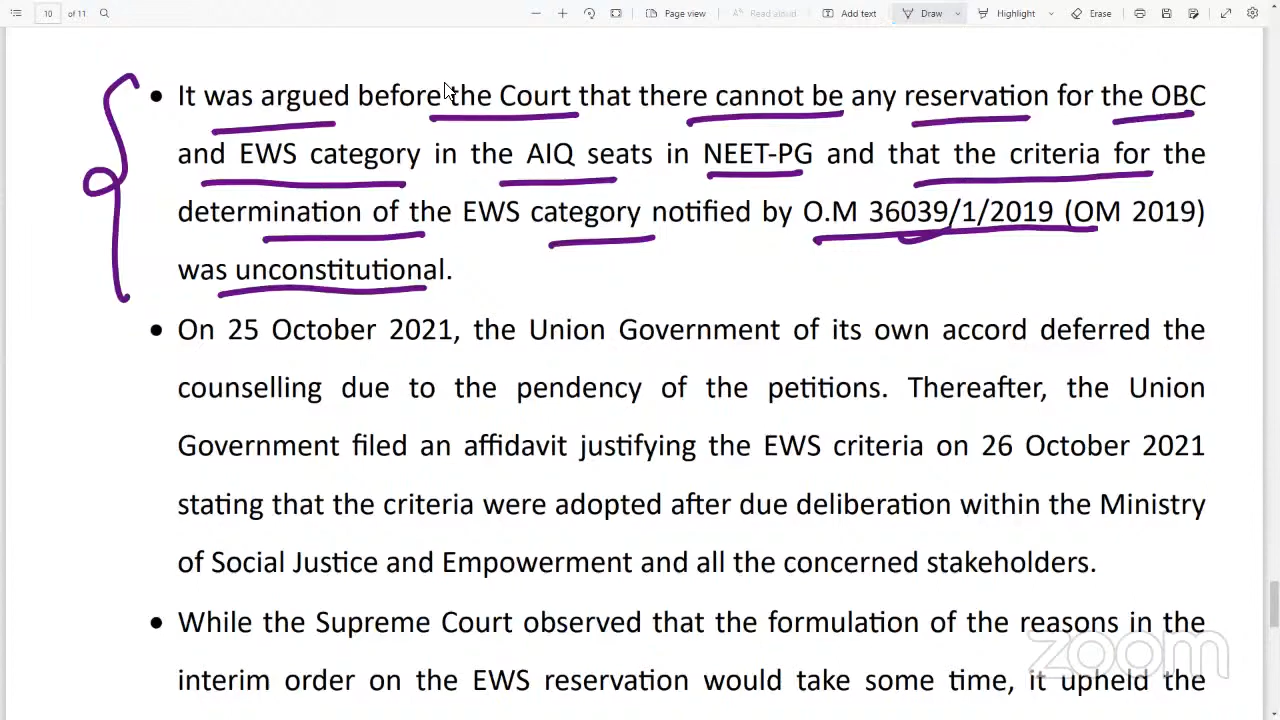 10 of 11
Page view
Read aloud
Add text
Draw
Highlight
Erase
• It was argued before the Court that there cannot be any reservation for the OBC
and EWS category in the AIQ seats in NEET-PG and that the criteria for the
determination of the EWS category notified by O.M 36039/1/2019 (OM 2019)
was unconstitutional.
• On 25 October 2021, the Union Government of its own accord deferred the
counselling due to the pendency of the petitions. Thereafter, the Union
Government filed an affidavit justifying the EWS criteria on 26 October 2021
stating that the criteria were adopted after due deliberation within the Ministry
of Social Justice and Empowerment and all the concerned stakeholders.
• While the Supreme Court observed that the formulation of the reasons in the
interim order on the EWS reservation would take some time, it upheld the
zoom